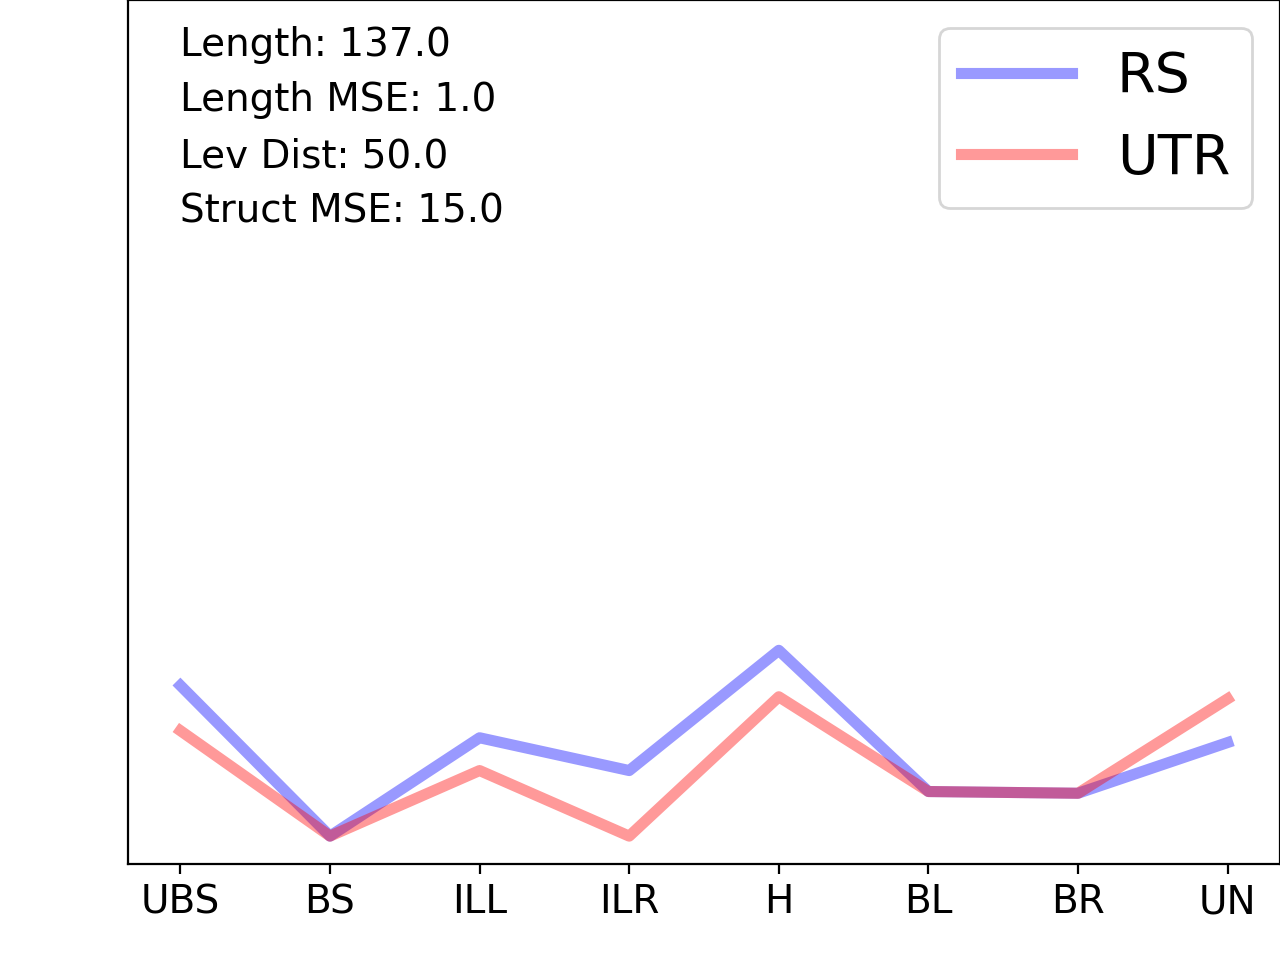 Length: 137.0
Length MSE: 1.0
Lev Dist: 50.0
Struct MSE: 15.0
RS
UTR
UBS BS ILL ILR H BL BR UN